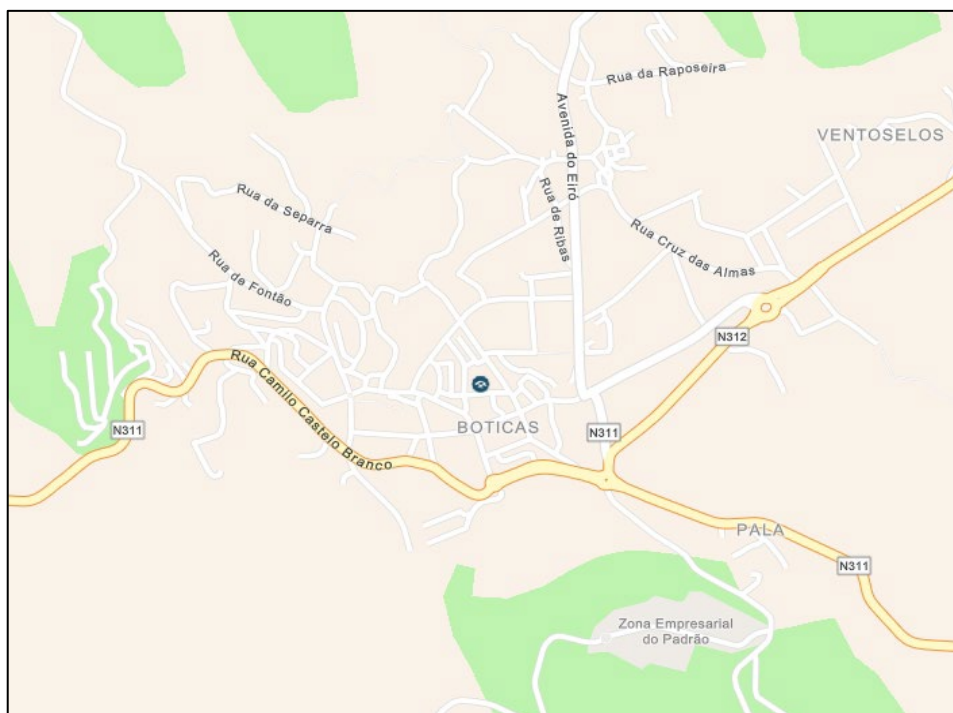 Rua da Raposeira
Avenida do Eiró
VENTOSELOS
Rua da Separra
Rua de Ribas
Rua Cruz das Almas
Rua de Fontão
N312
Rua Camilo Castelo Branco
N311
BOTICAS
N311
PALA
N311
Zona Empresarial
do Padrão